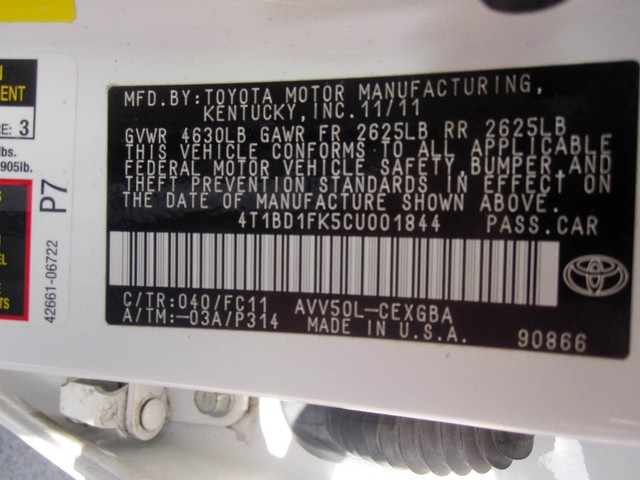 MFD.BY:TOYOTA MOTOR MANUFACTURING,
KENTUCKY,INC.11/11
GVWR 4630LB GAWR FR 2625LB RR 2625LB
THIS VEHICLE CONFORMS TO ALL APPLICABLE
FEDERAL MOTOR VEHICLE SAFETY,BUMPER,AND
THEFT PREVENTION STANDARDS IN EFFECT ON
THE DATE OF MANUFACTURE SHOWN ABOVE.
4T1BD1FK5CU001844 PASS.CAR
C/TR:040/FC11 AVV50L-CEXGBA
A/TM:-03A/P314 MADE IN U.S.A. 90866
P7
42661-06722
3
905lb.